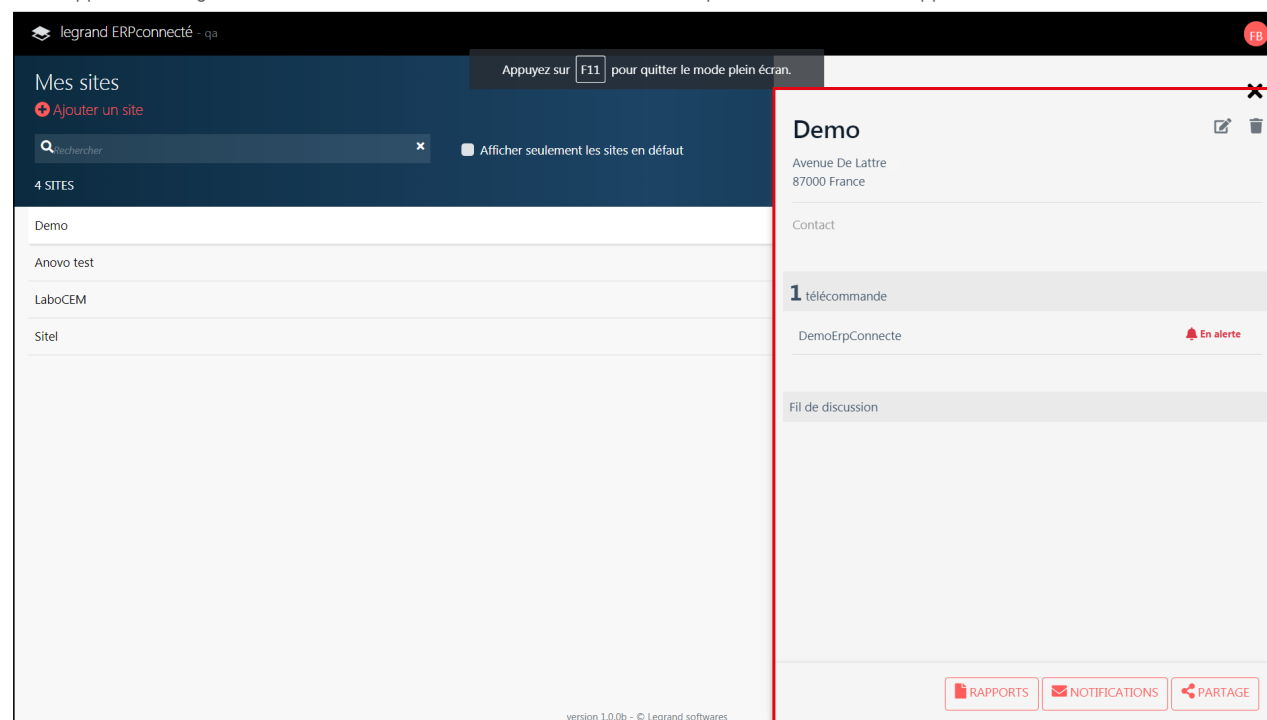 legrand ERPconnecté - qa
FB
Appuyez sur F11 pour quitter le mode plein écran.
Mes sites
Ajouter un site
Rechercher
Afficher seulement les sites en défaut
4 SITES
Demo
Anovo test
LaboCEM
Sitel
Demo
Avenue De Lattre
87000 France
Contact
1 télécommande
DemoErpConnecte
En alerte
Fil de discussion
RAPPORTS
NOTIFICATIONS
PARTAGE
version 1.0.0b - © Legrand softwares